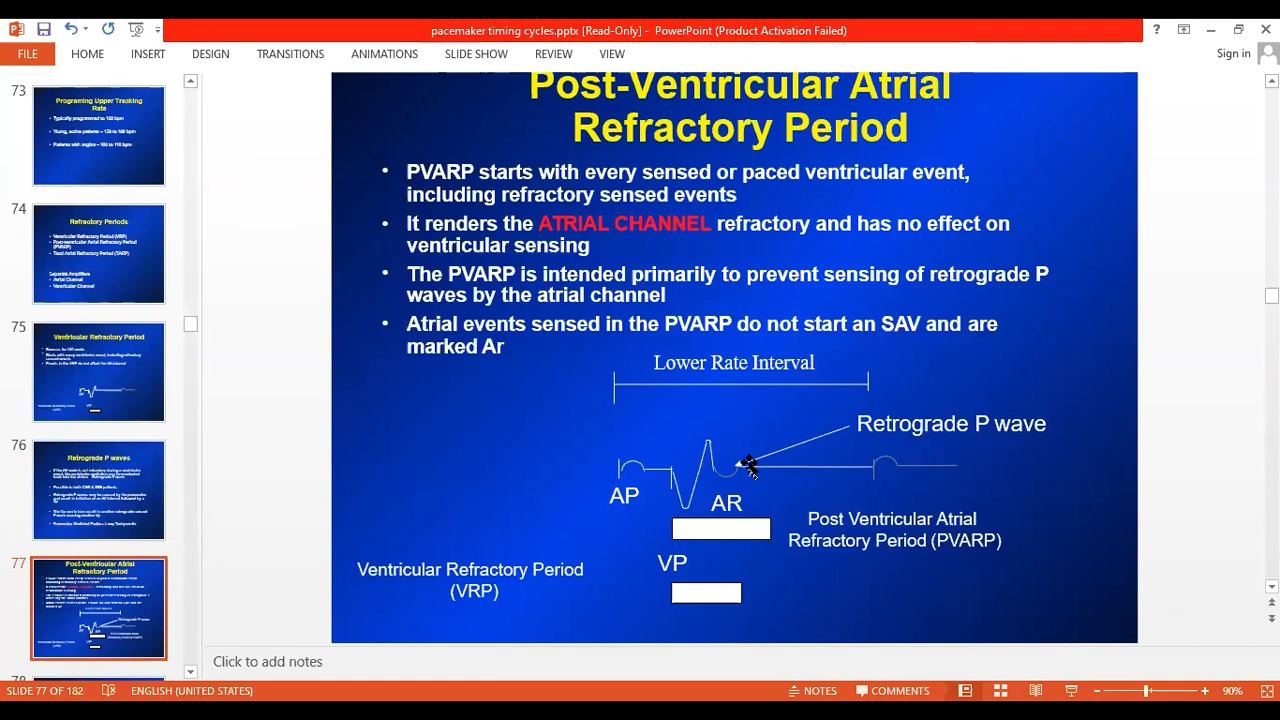 pacemaker timing cycles.pptx [Read-Only] - PowerPoint (Product Activation Failed)
FILE HOME INSERT DESIGN TRANSITIONS ANIMATIONS SLIDE SHOW REVIEW VIEW Sign in
73
Programing Upper Tracking
Rate
74
Refractory Periods
Ventricular Refractory Period (VRP)
Post-ventricular Atrial Refractory Period
(PVARP)
Total Atrial Refractory Period (TARP)
Separate Amplifiers
Atrial Channel
Ventricular Channel
75
Ventricular Refractory Period
76
Retrograde P waves
77
Post-Ventricular Atrial
Refractory Period
Post-Ventricular Atrial
Refractory Period
• PVARP starts with every sensed or paced ventricular event,
including refractory sensed events
• It renders the ATRIAL CHANNEL refractory and has no effect on
ventricular sensing
• The PVARP is intended primarily to prevent sensing of retrograde P
waves by the atrial channel
• Atrial events sensed in the PVARP do not start an SAV and are
marked Ar
Lower Rate Interval
Retrograde P wave
AP
AR
Post Ventricular Atrial
Refractory Period (PVARP)
VP
Ventricular Refractory Period
(VRP)
Click to add notes
SLIDE 77 OF 182 ENGLISH (UNITED STATES) NOTES COMMENTS 90%